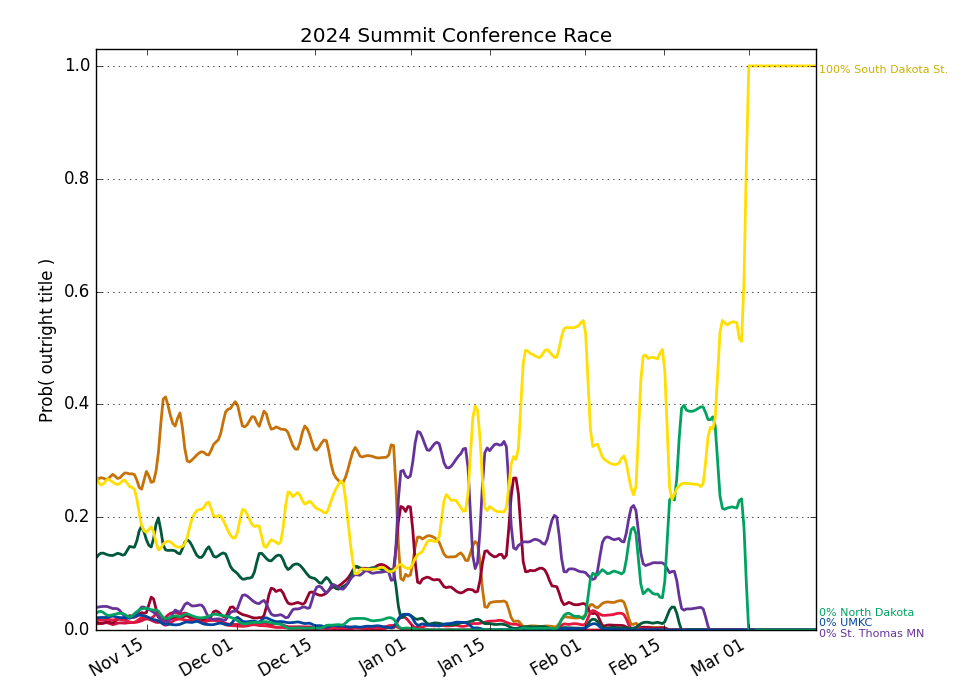 2024 Summit Conference Race
1.0
0.8
0.6
0.4
0.2
0.0
Prob( outright title )
Nov 15
Dec 01
Dec 15
Jan 01
Jan 15
Feb 01
Feb 15
Mar 01
100% South Dakota St.
0% North Dakota
0% UMKC
0% St. Thomas MN